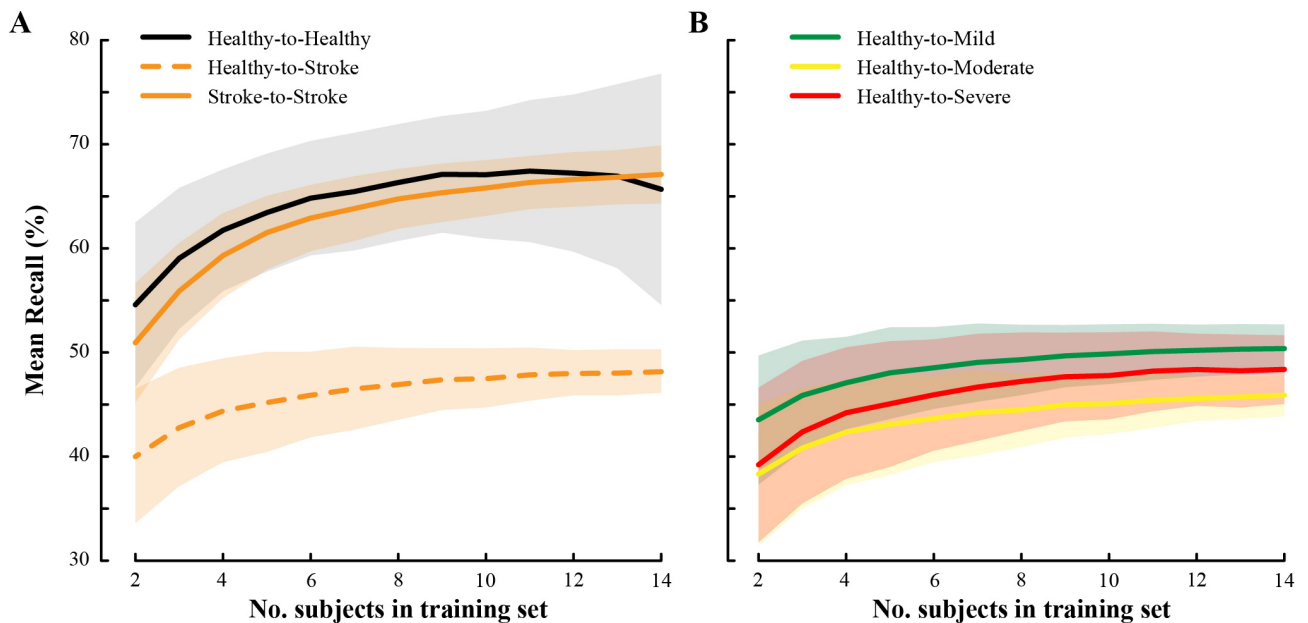 A
80
70
60
50
40
30
Mean Recall (%)
Healthy-to-Healthy
Healthy-to-Stroke
Stroke-to-Stroke
2 4 6 8 10 12 14
No. subjects in training set
B
Healthy-to-Mild
Healthy-to-Moderate
Healthy-to-Severe
2 4 6 8 10 12 14
No. subjects in training set